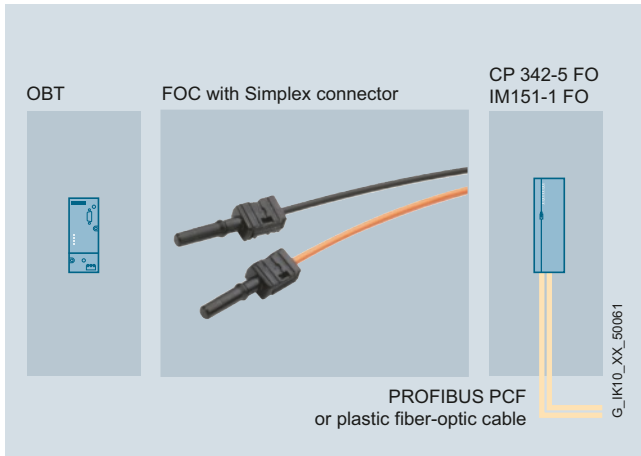 OBT
FOC with Simplex connector
CP 342-5 FO
IM151-1 FO
PROFIBUS PCF
or plastic fiber-optic cable
G_IK10_XX_50061